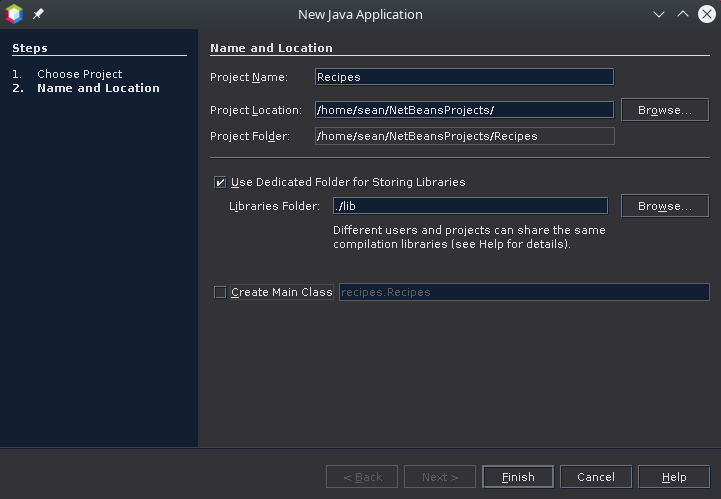 New Java Application
Steps
1. Choose Project
2. Name and Location
Name and Location
Project Name: Recipes
Project Location: /home/sean/NetBeansProjects/ Browse...
Project Folder: /home/sean/NetBeansProjects/Recipes
Use Dedicated Folder for Storing Libraries
Libraries Folder: ./lib Browse...
Different users and projects can share the same
compilation libraries (see Help for details).
Create Main Class recipes.Recipes
< Back Next > Finish Cancel Help